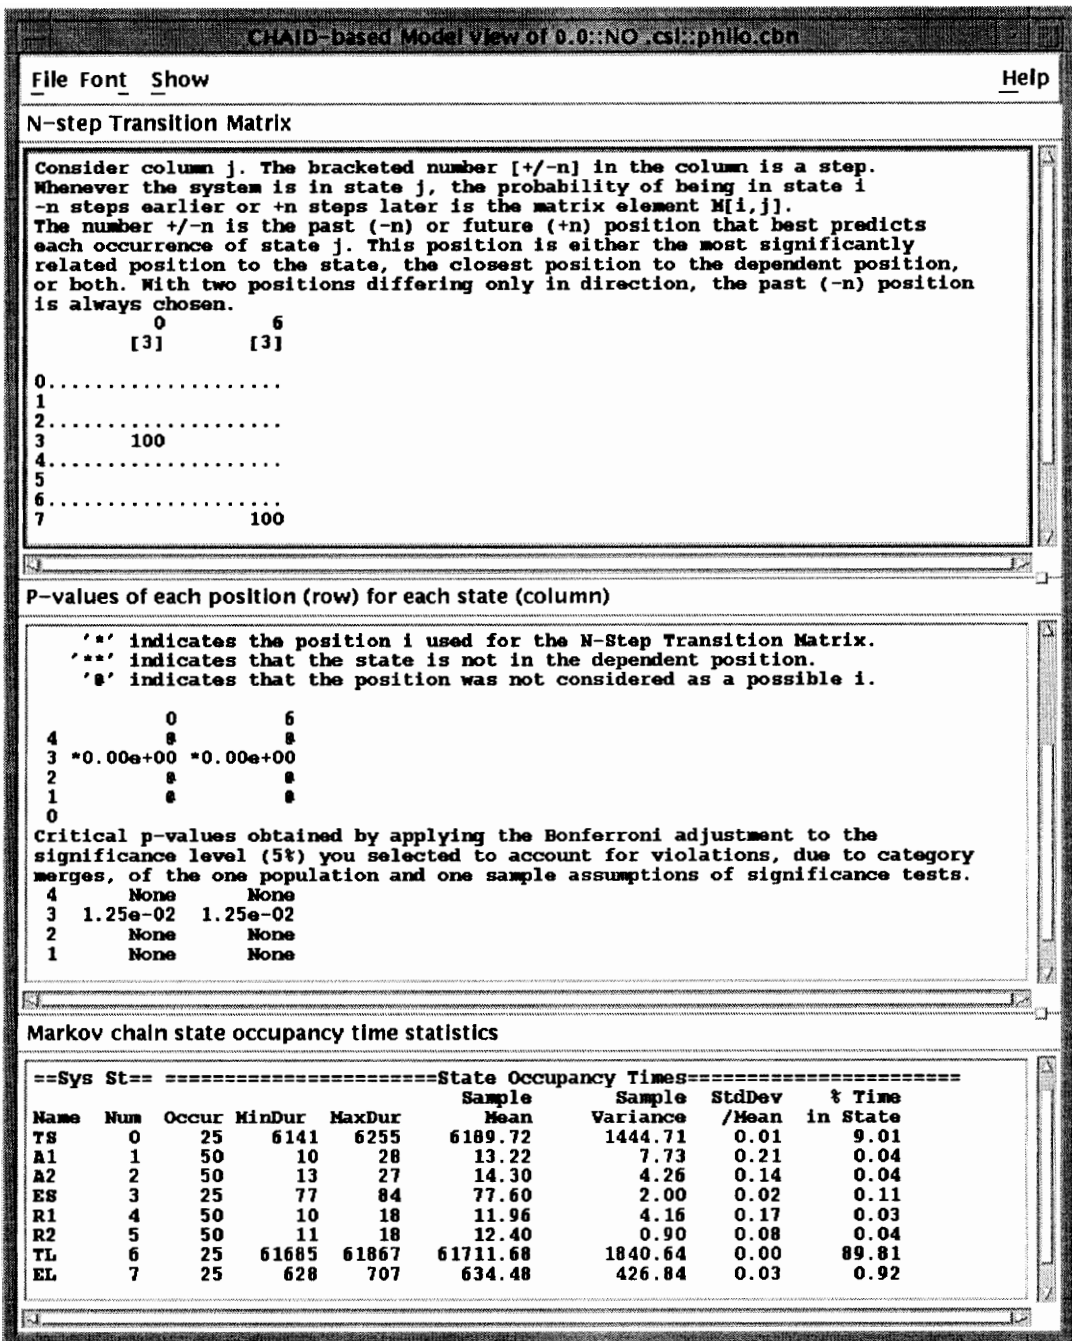 CHAID-based Model View of 0.0::NO .csl::philo.cbn
File Font Show Help
N-step Transition Matrix
Consider column j. The bracketed number [+/-n] in the column is a step.
Whenever the system is in state j, the probability of being in state i
-n steps earlier or +n steps later is the matrix element M[i,j].
The number +/-n is the past (-n) or future (+n) position that best predicts
each occurrence of state j. This position is either the most significantly
related position to the state, the closest position to the dependent position,
or both. With two positions differing only in direction, the past (-n) position
is always chosen.
0 6
[3] [3]
0.....................
1
2.....................
3 100
4.....................
5
6.....................
7 100
P-values of each position (row) for each state (column)
'*' indicates the position i used for the N-Step Transition Matrix.
'**' indicates that the state is not in the dependent position.
'@' indicates that the position was not considered as a possible i.
0 6
4 @ @
3 *0.00e+00 *0.00e+00
2 @ @
1 @ @
0
Critical p-values obtained by applying the Bonferroni adjustment to the
significance level (5%) you selected to account for violations, due to category
merges, of the one population and one sample assumptions of significance tests.
4 None None
3 1.25e-02 1.25e-02
2 None None
1 None None
Markov chain state occupancy time statistics
==Sys St== =======================State Occupancy Times=======================
Sample Sample StdDev % Time
Name Num Occur MinDur MaxDur Mean Variance /Mean in State
TS 0 25 6141 6255 6189.72 1444.71 0.01 9.01
A1 1 50 10 28 13.22 7.73 0.21 0.04
A2 2 50 13 27 14.30 4.26 0.14 0.04
ES 3 25 77 84 77.60 2.00 0.02 0.11
R1 4 50 10 18 11.96 4.16 0.17 0.03
R2 5 50 11 18 12.40 0.90 0.08 0.04
TL 6 25 61685 61867 61711.68 1840.64 0.00 89.81
EL 7 25 628 707 634.48 426.84 0.03 0.92